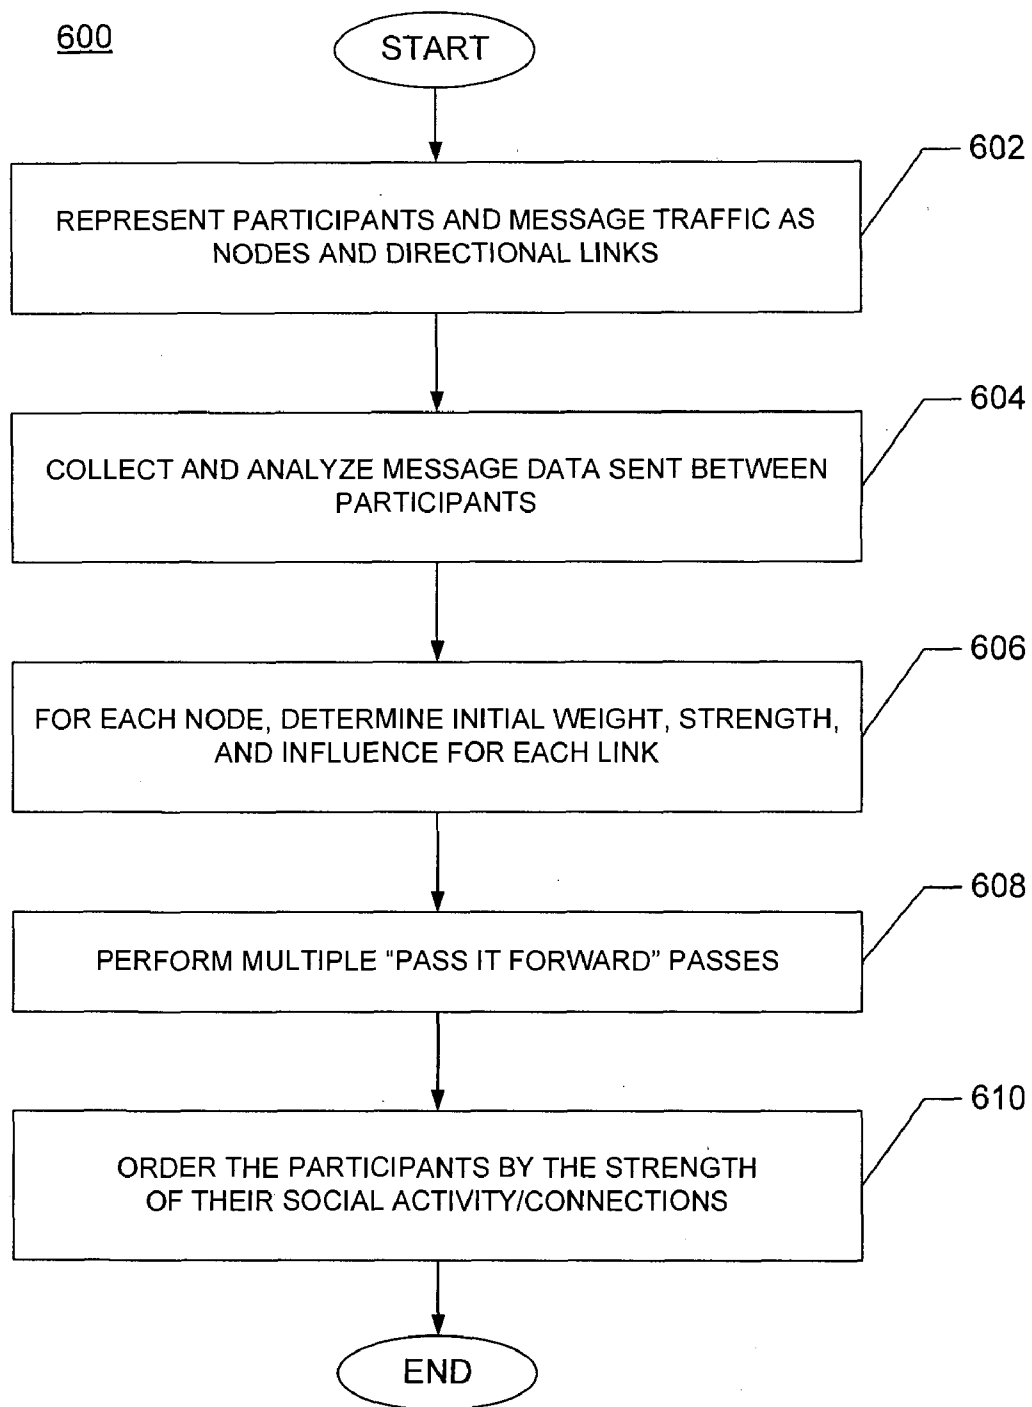 600
START
602
REPRESENT PARTICIPANTS AND MESSAGE TRAFFIC AS
NODES AND DIRECTIONAL LINKS
604
COLLECT AND ANALYZE MESSAGE DATA SENT BETWEEN
PARTICIPANTS
606
FOR EACH NODE, DETERMINE INITIAL WEIGHT, STRENGTH,
AND INFLUENCE FOR EACH LINK
608
PERFORM MULTIPLE “PASS IT FORWARD” PASSES
610
ORDER THE PARTICIPANTS BY THE STRENGTH
OF THEIR SOCIAL ACTIVITY/CONNECTIONS
END